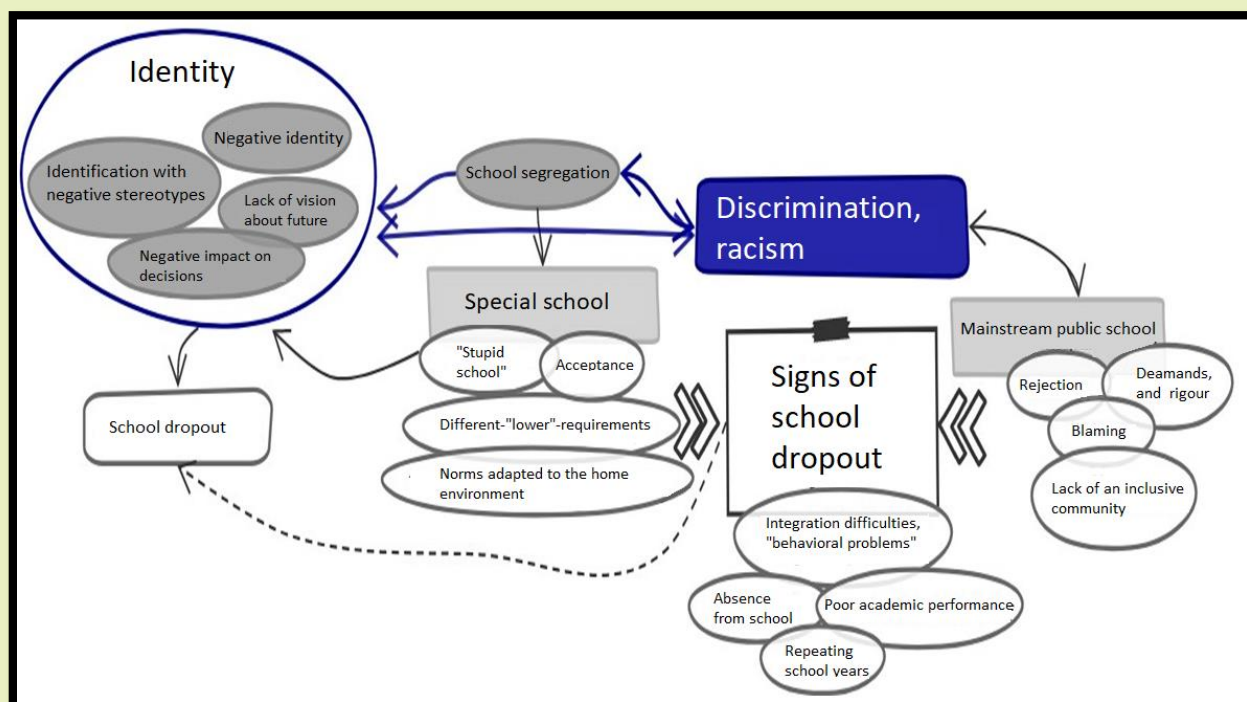 Identity
Negative identity
Identification with
negative stereotypes
Lack of vision
about future
Negative impact on
decisions
School segregation
Discrimination,
racism
Special school
"Stupid
school"
Acceptance
Different-"lower"-requirements
Norms adapted to the home
environment
School dropout
Signs of
school
dropout
Integration difficulties,
"behavioral problems"
Absence
from school
Poor academic performance
Repeating
school years
Mainstream public school
Rejection
Deamands,
and rigour
Blaming
Lack of an inclusive
community